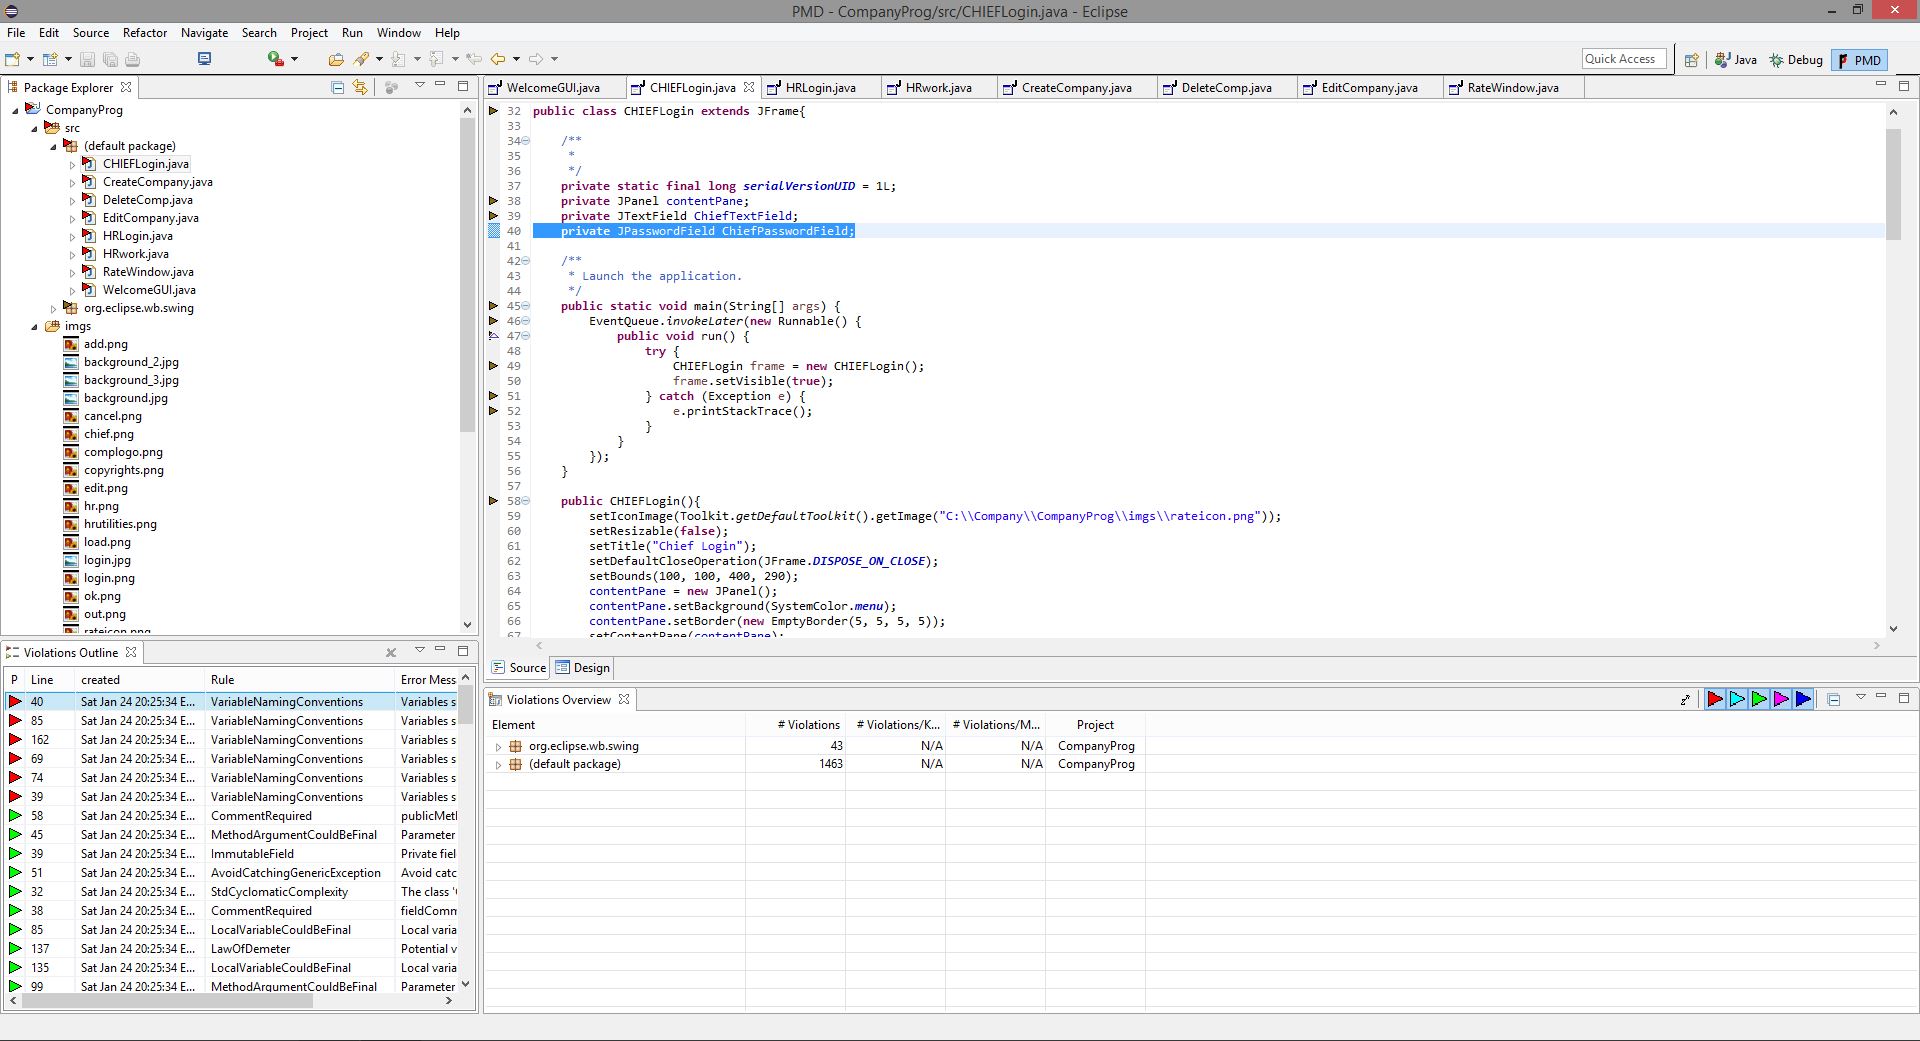 PMD - CompanyProg/src/CHIEFLogin.java - Eclipse
File Edit Source Refactor Navigate Search Project Run Window Help
Quick Access Java Debug PMD
Package Explorer
CompanyProg
src
(default package)
CHIEFLogin.java
CreateCompany.java
DeleteComp.java
EditCompany.java
HRLogin.java
HRwork.java
RateWindow.java
WelcomeGUI.java
org.eclipse.wb.swing
imgs
add.png
background_2.jpg
background_3.jpg
background.jpg
cancel.png
chief.png
complogo.png
copyrights.png
edit.png
hr.png
hrutilities.png
load.png
login.jpg
login.png
ok.png
out.png
rateicon.png
WelcomeGUI.java CHIEFLogin.java HRLogin.java HRwork.java CreateCompany.java DeleteComp.java EditCompany.java RateWindow.java
32 public class CHIEFLogin extends JFrame{
33
34 /**
35 *
36 */
37 private static final long serialVersionUID = 1L;
38 private JPanel contentPane;
39 private JTextField ChiefTextField;
40 private JPasswordField ChiefPasswordField;
41
42 /**
43 * Launch the application.
44 */
45 public static void main(String[] args) {
46 EventQueue.invokeLater(new Runnable() {
47 public void run() {
48 try {
49 CHIEFLogin frame = new CHIEFLogin();
50 frame.setVisible(true);
51 } catch (Exception e) {
52 e.printStackTrace();
53 }
54 }
55 });
56 }
57
58 public CHIEFLogin(){
59 setIconImage(Toolkit.getDefaultToolkit().getImage("C:\\Company\\CompanyProg\\imgs\\rateicon.png"));
60 setResizable(false);
61 setTitle("Chief Login");
62 setDefaultCloseOperation(JFrame.DISPOSE_ON_CLOSE);
63 setBounds(100, 100, 400, 290);
64 contentPane = new JPanel();
65 contentPane.setBackground(SystemColor.menu);
66 contentPane.setBorder(new EmptyBorder(5, 5, 5, 5));
67 setContentPane(contentPane);
Source Design
Violations Outline
P Line created Rule Error Mess
40 Sat Jan 24 20:25:34 E... VariableNamingConventions Variables s
85 Sat Jan 24 20:25:34 E... VariableNamingConventions Variables s
162 Sat Jan 24 20:25:34 E... VariableNamingConventions Variables s
69 Sat Jan 24 20:25:34 E... VariableNamingConventions Variables s
74 Sat Jan 24 20:25:34 E... VariableNamingConventions Variables s
39 Sat Jan 24 20:25:34 E... VariableNamingConventions Variables s
58 Sat Jan 24 20:25:34 E... CommentRequired publicMetl
45 Sat Jan 24 20:25:34 E... MethodArgumentCouldBeFinal Parameter
39 Sat Jan 24 20:25:34 E... ImmutableField Private fiel
51 Sat Jan 24 20:25:34 E... AvoidCatchingGenericException Avoid catc
32 Sat Jan 24 20:25:34 E... StdCyclomaticComplexity The class '
38 Sat Jan 24 20:25:34 E... CommentRequired fieldComm
85 Sat Jan 24 20:25:34 E... LocalVariableCouldBeFinal Local varia
137 Sat Jan 24 20:25:34 E... LawOfDemeter Potential v
135 Sat Jan 24 20:25:34 E... LocalVariableCouldBeFinal Local varia
99 Sat Jan 24 20:25:34 E... MethodArgumentCouldBeFinal Parameter
Violations Overview
Element # Violations # Violations/K... # Violations/M... Project
org.eclipse.wb.swing 43 N/A N/A CompanyProg
(default package) 1463 N/A N/A CompanyProg